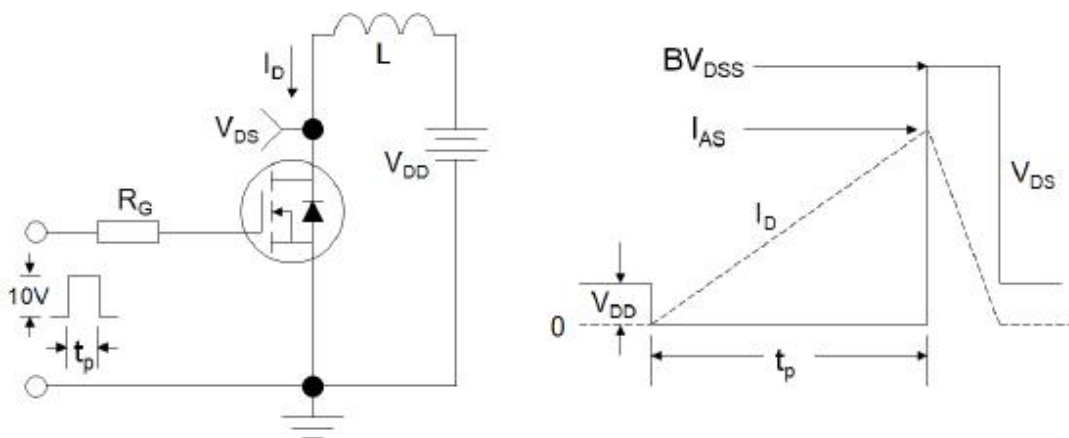 L
I_D
V_DS
V_DD
R_G
10V
t_p
BV_DSS
I_AS
V_DS
I_D
V_DD
0
t_p